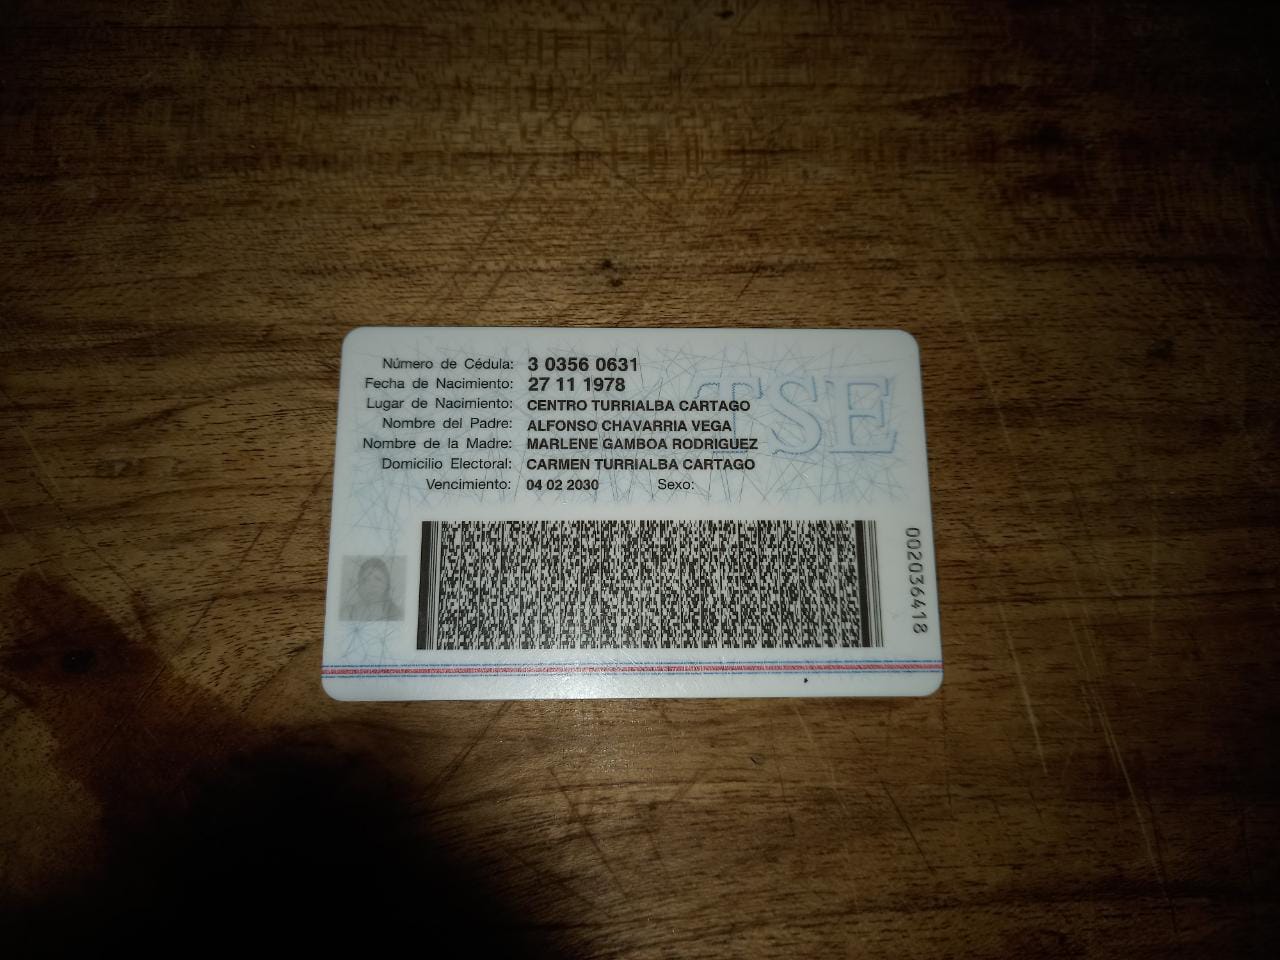 Número de Cédula: 3 0356 0631
Fecha de Nacimiento: 27 11 1978
Lugar de Nacimiento: CENTRO TURRIALBA CARTAGO
Nombre del Padre: ALFONSO CHAVARRIA VEGA
Nombre de la Madre: MARLENE GAMBOA RODRIGUEZ
Domicilio Electoral: CARMEN TURRIALBA CARTAGO
Vencimiento: 04 02 2030 Sexo:
TSE
002036418